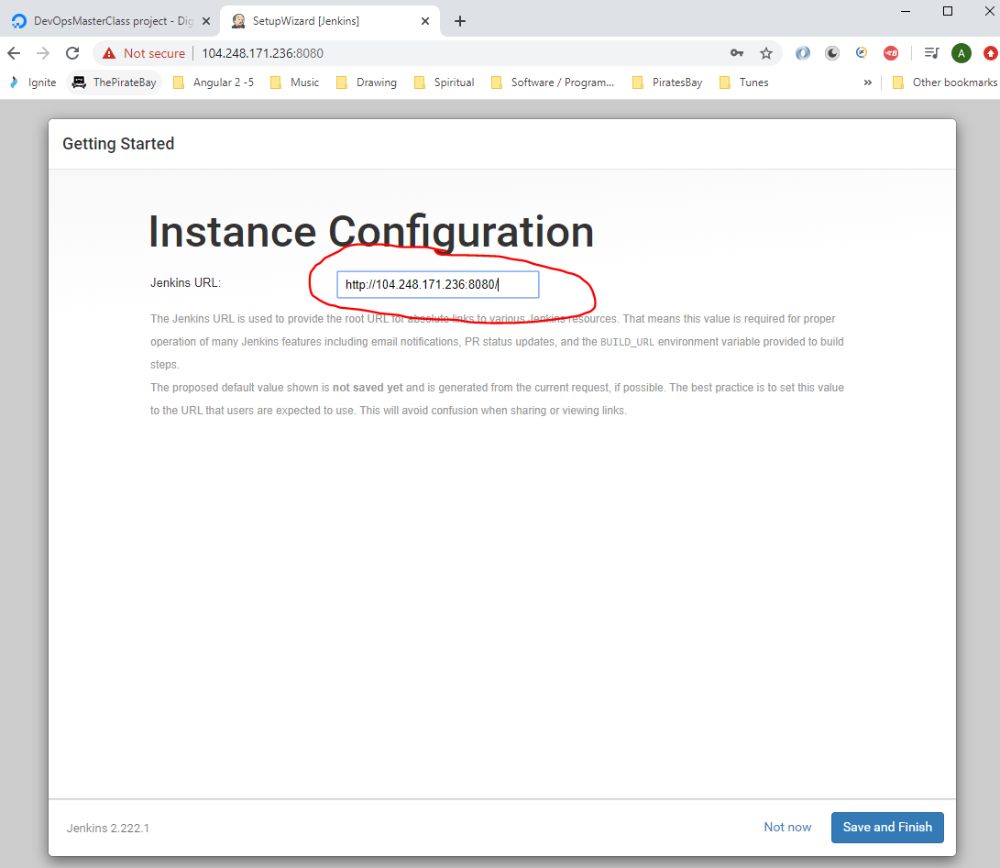 DevOpsMasterClass project - Dig
SetupWizard [Jenkins]
Not secure
104.248.171.236:8080
A
Ignite
ThePirateBay
Angular 2 -5
Music
Drawing
Spiritual
Software / Program...
PiratesBay
Tunes
»
Other bookmarks
Getting Started
Instance Configuration
Jenkins URL:
http://104.248.171.236:8080/
The Jenkins URL is used to provide the root URL for absolute links to various Jenkins resources. That means this value is required for proper
operation of many Jenkins features including email notifications, PR status updates, and the BUILD_URL environment variable provided to build
steps.
The proposed default value shown is not saved yet and is generated from the current request, if possible. The best practice is to set this value
to the URL that users are expected to use. This will avoid confusion when sharing or viewing links.
Jenkins 2.222.1
Not now
Save and Finish